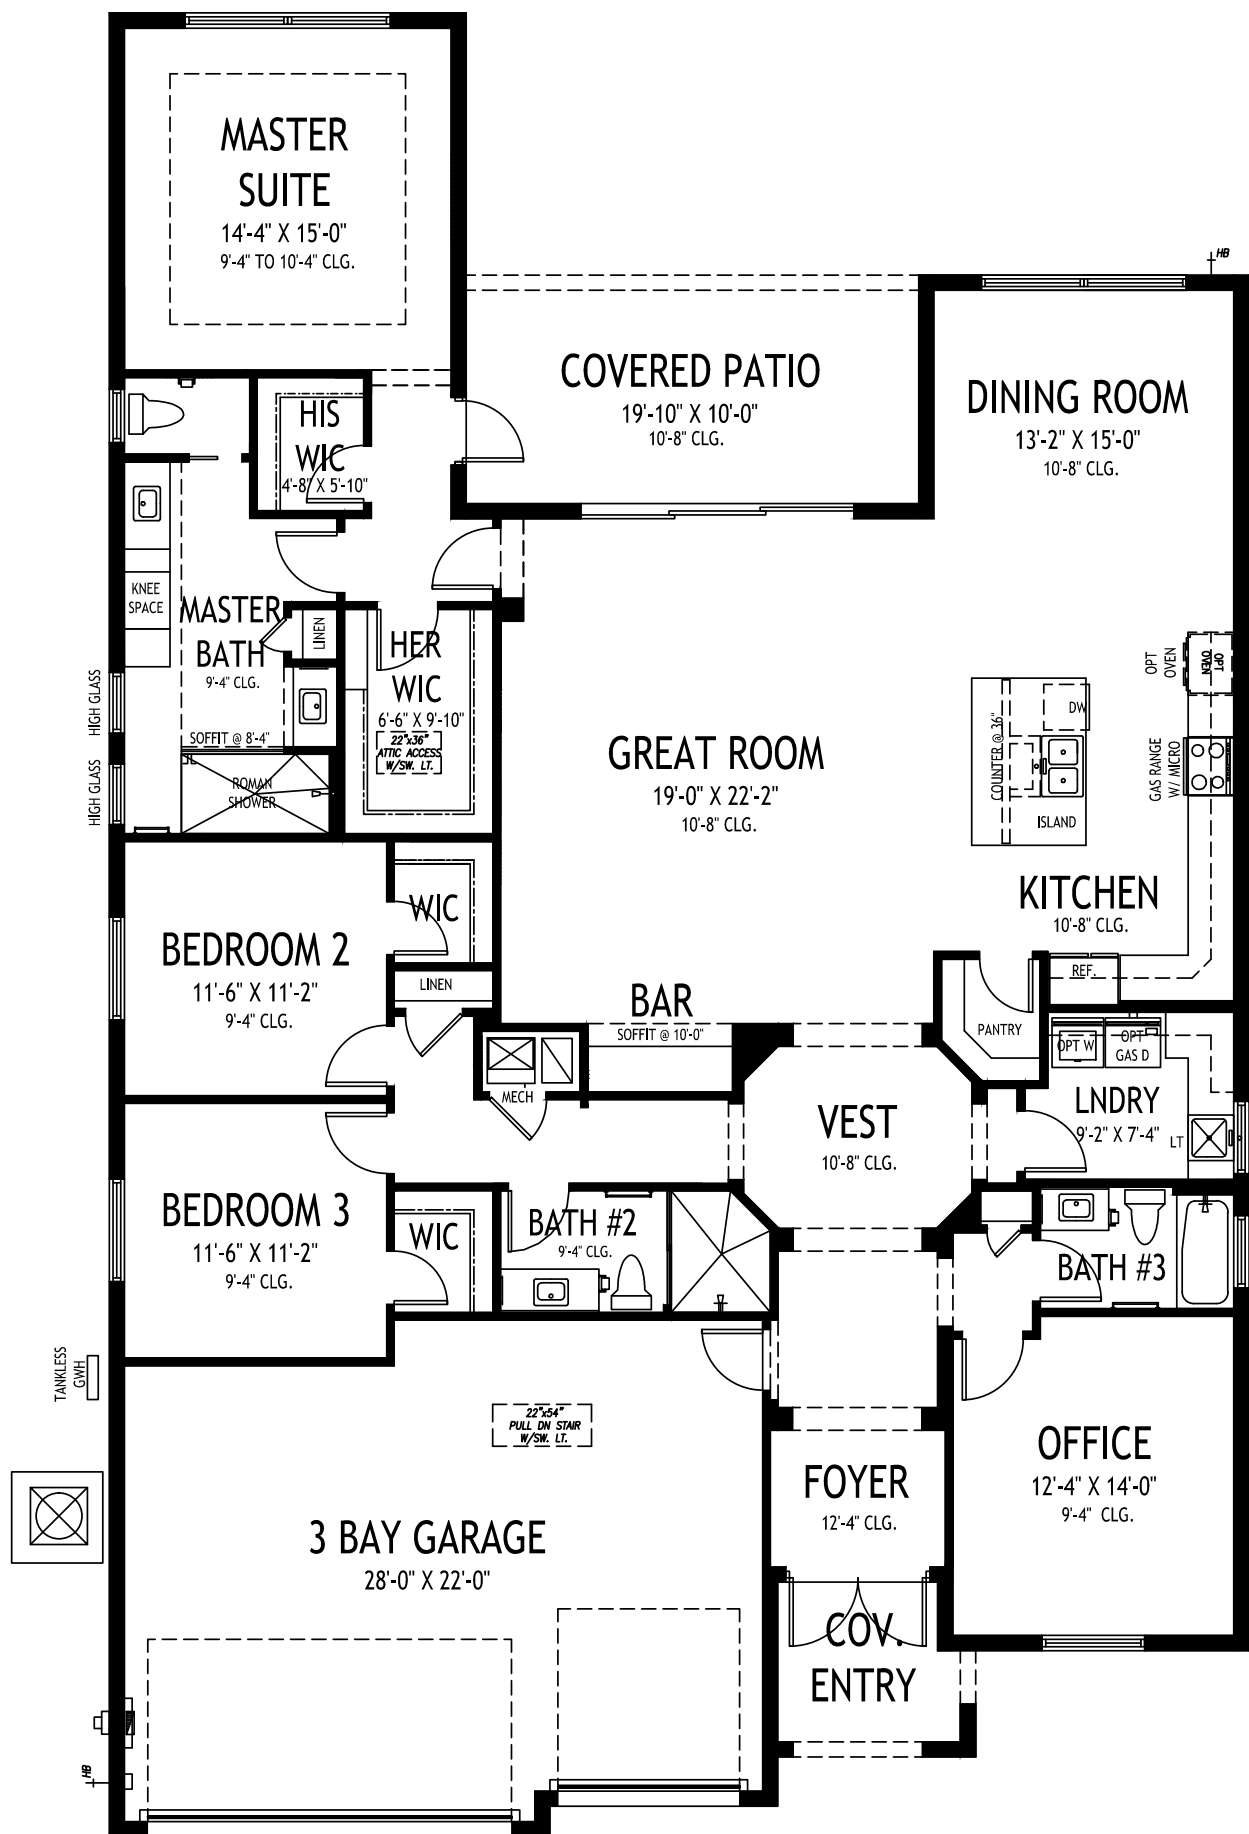 MASTER
SUITE
14'-4" X 15'-0"
9'-4" TO 10'-4" CLG.
HB
COVERED PATIO
19'-10" X 10'-0"
10'-8" CLG.
DINING ROOM
13'-2" X 15'-0"
10'-8" CLG.
HIS
WIC
4'-8" X 5'-10"
KNEE
SPACE
MASTER
BATH
9'-4" CLG.
LINEN
HER
WIC
6'-6" X 9'-10"
22"x36"
ATTIC ACCESS
W/SW. LT.
HIGH GLASS
HIGH GLASS
SOFFIT @ 8'-4"
ROMAN
SHOWER
GREAT ROOM
19'-0" X 22'-2"
10'-8" CLG.
OPT
OVEN
OPT
OVEN
DW
COUNTER @ 36"
GAS RANGE
W/ MICRO
ISLAND
KITCHEN
10'-8" CLG.
REF.
PANTRY
WIC
BEDROOM 2
11'-6" X 11'-2"
9'-4" CLG.
LINEN
BAR
SOFFIT @ 10'-0"
MECH
OPT W
OPT
GAS D
LNDRY
9'-2" X 7'-4"
LT
VEST
10'-8" CLG.
BEDROOM 3
11'-6" X 11'-2"
9'-4" CLG.
WIC
BATH #2
9'-4" CLG.
BATH #3
TANKLESS
GWH
22"x54"
PULL DN STAIR
W/SW. LT.
OFFICE
12'-4" X 14'-0"
9'-4" CLG.
FOYER
12'-4" CLG.
3 BAY GARAGE
28'-0" X 22'-0"
COV.
ENTRY
HB